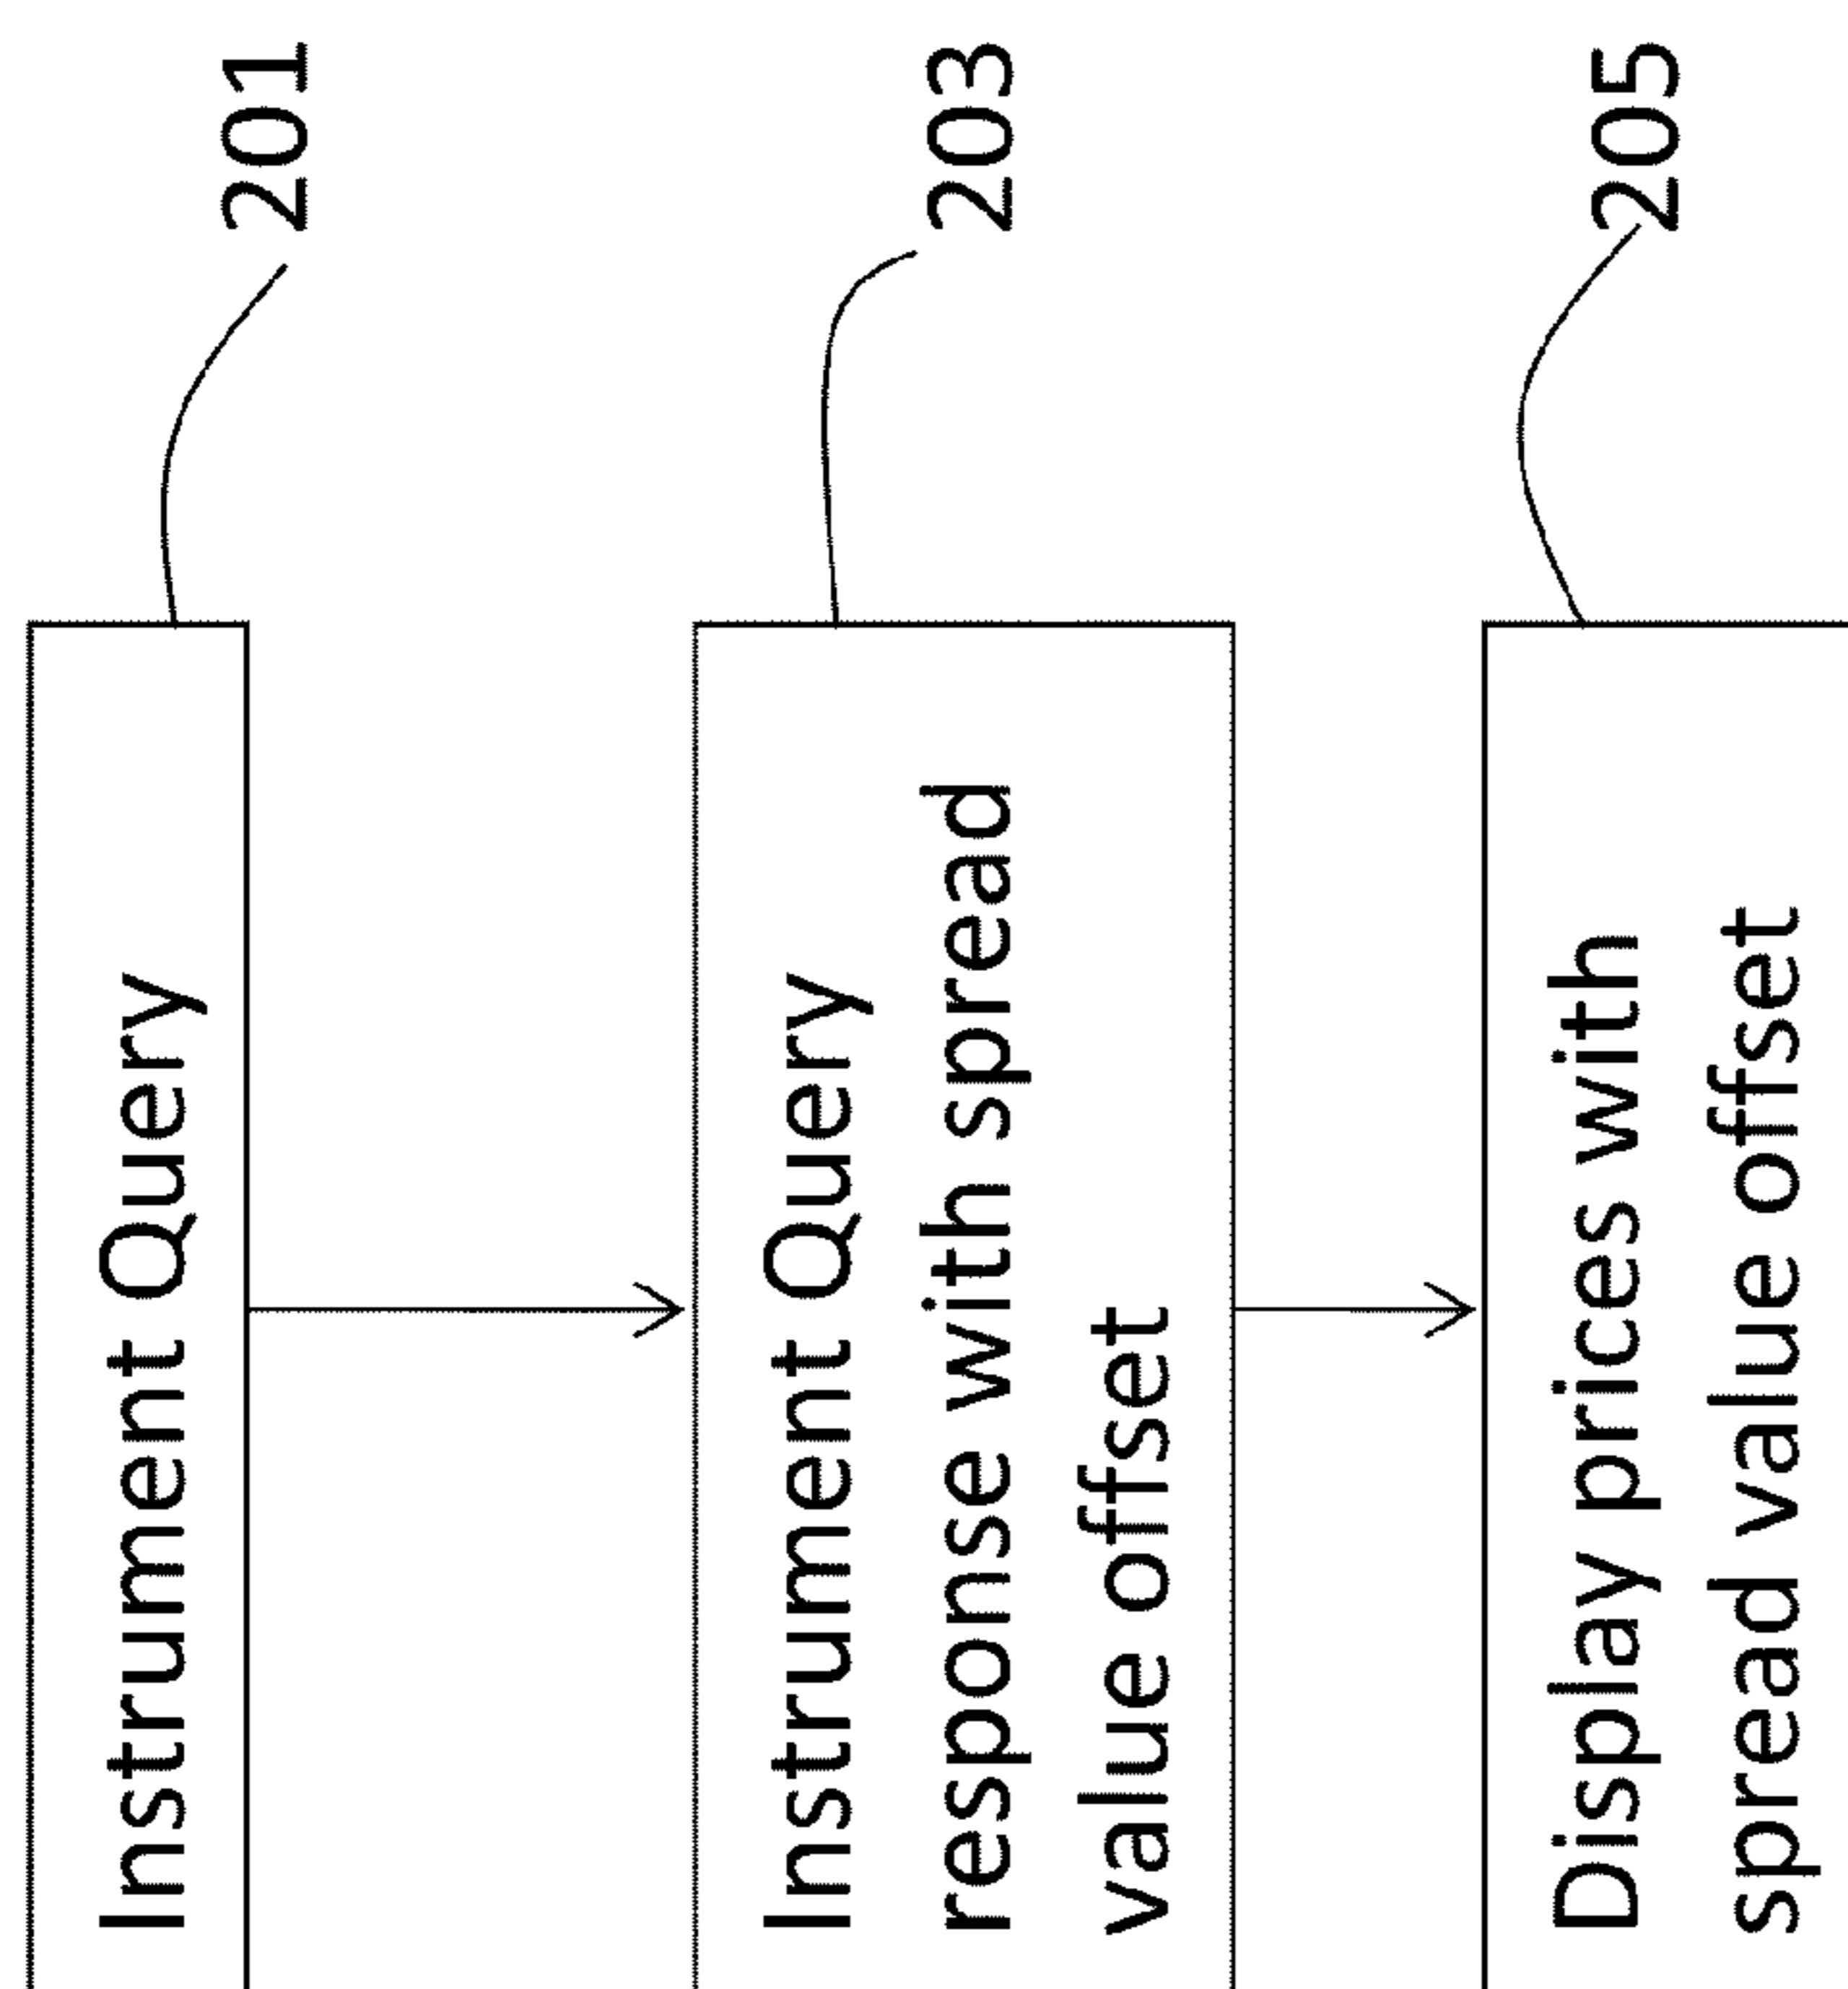 Instrument Query
201
Instrument Query
response with spread
value offset
203
Display prices with
spread value offset
205